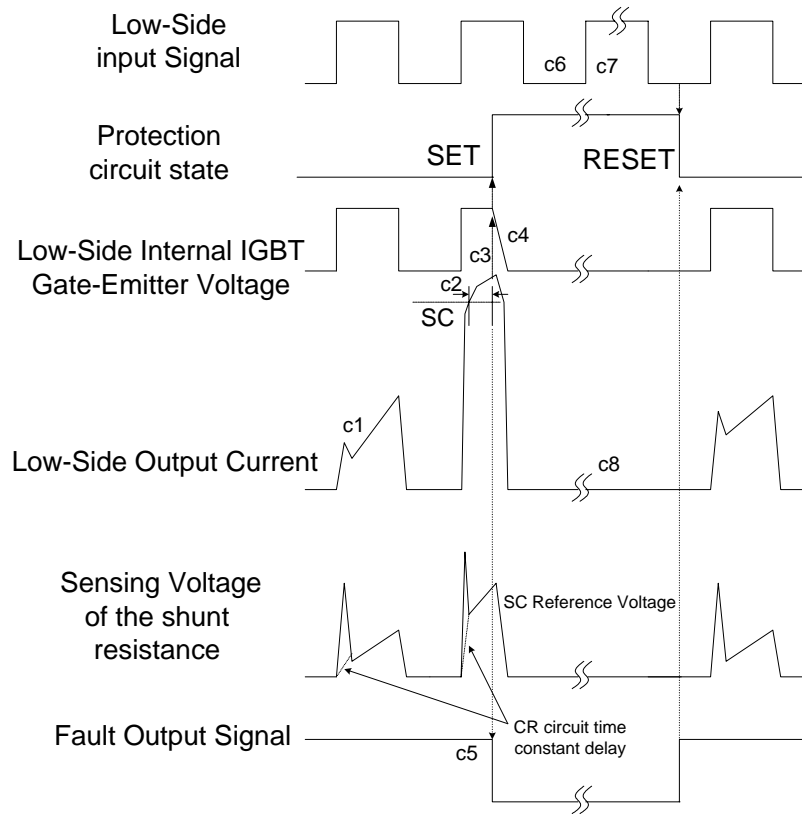 Low-Side
input Signal
c6
c7
Protection
circuit state
SET
RESET
Low-Side Internal IGBT
Gate-Emitter Voltage
c3
c4
c2
SC
c1
Low-Side Output Current
c8
Sensing Voltage
of the shunt
resistance
SC Reference Voltage
Fault Output Signal
c5
CR circuit time
constant delay